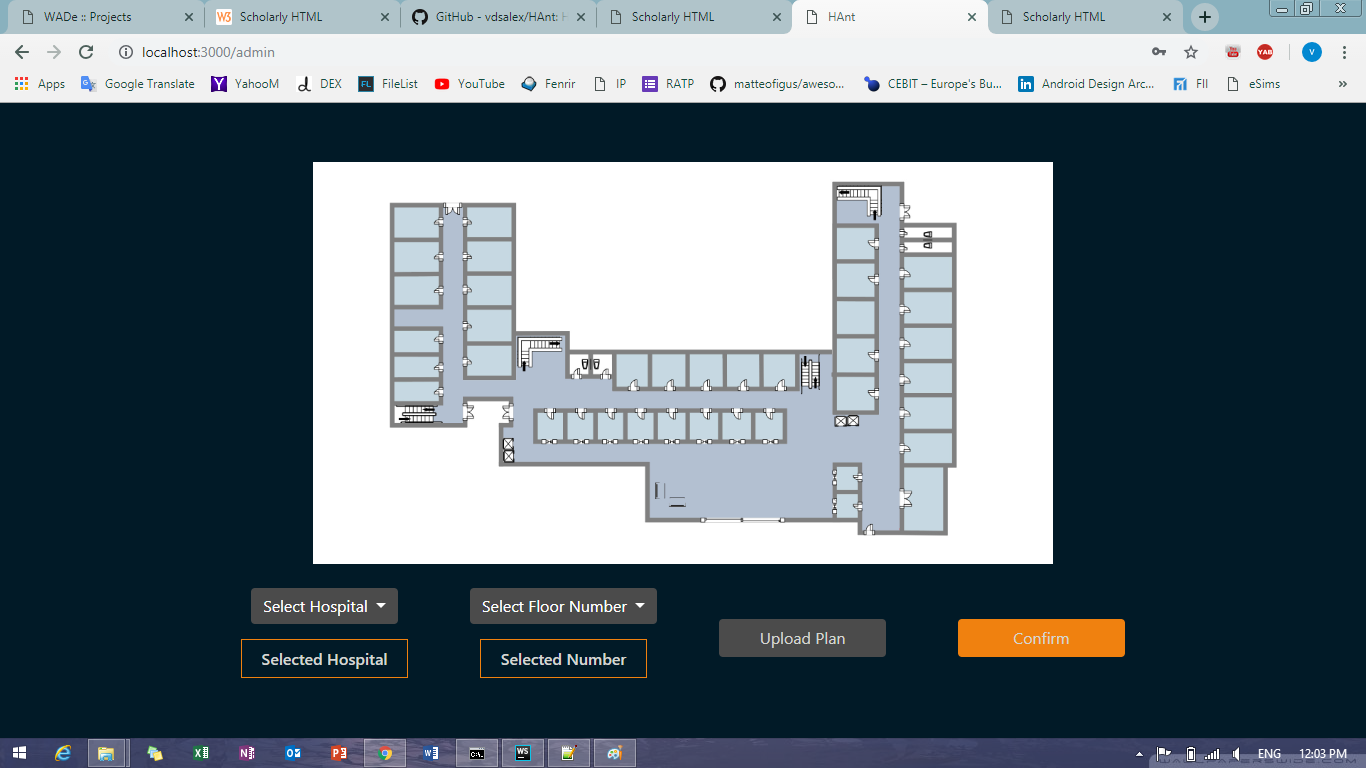 WADe :: Projects
Scholarly HTML
GitHub - vdsalex/HAnt: H
Scholarly HTML
HAnt
Scholarly HTML
localhost:3000/admin
Apps
Google Translate
YahooM
DEX
FileList
YouTube
Fenrir
IP
RATP
matteofigus/aweso...
CEBIT – Europe's Bu...
Android Design Arc...
FII
eSims
Select Hospital
Select Floor Number
Upload Plan
Confirm
Selected Hospital
Selected Number
ENG
12:03 PM